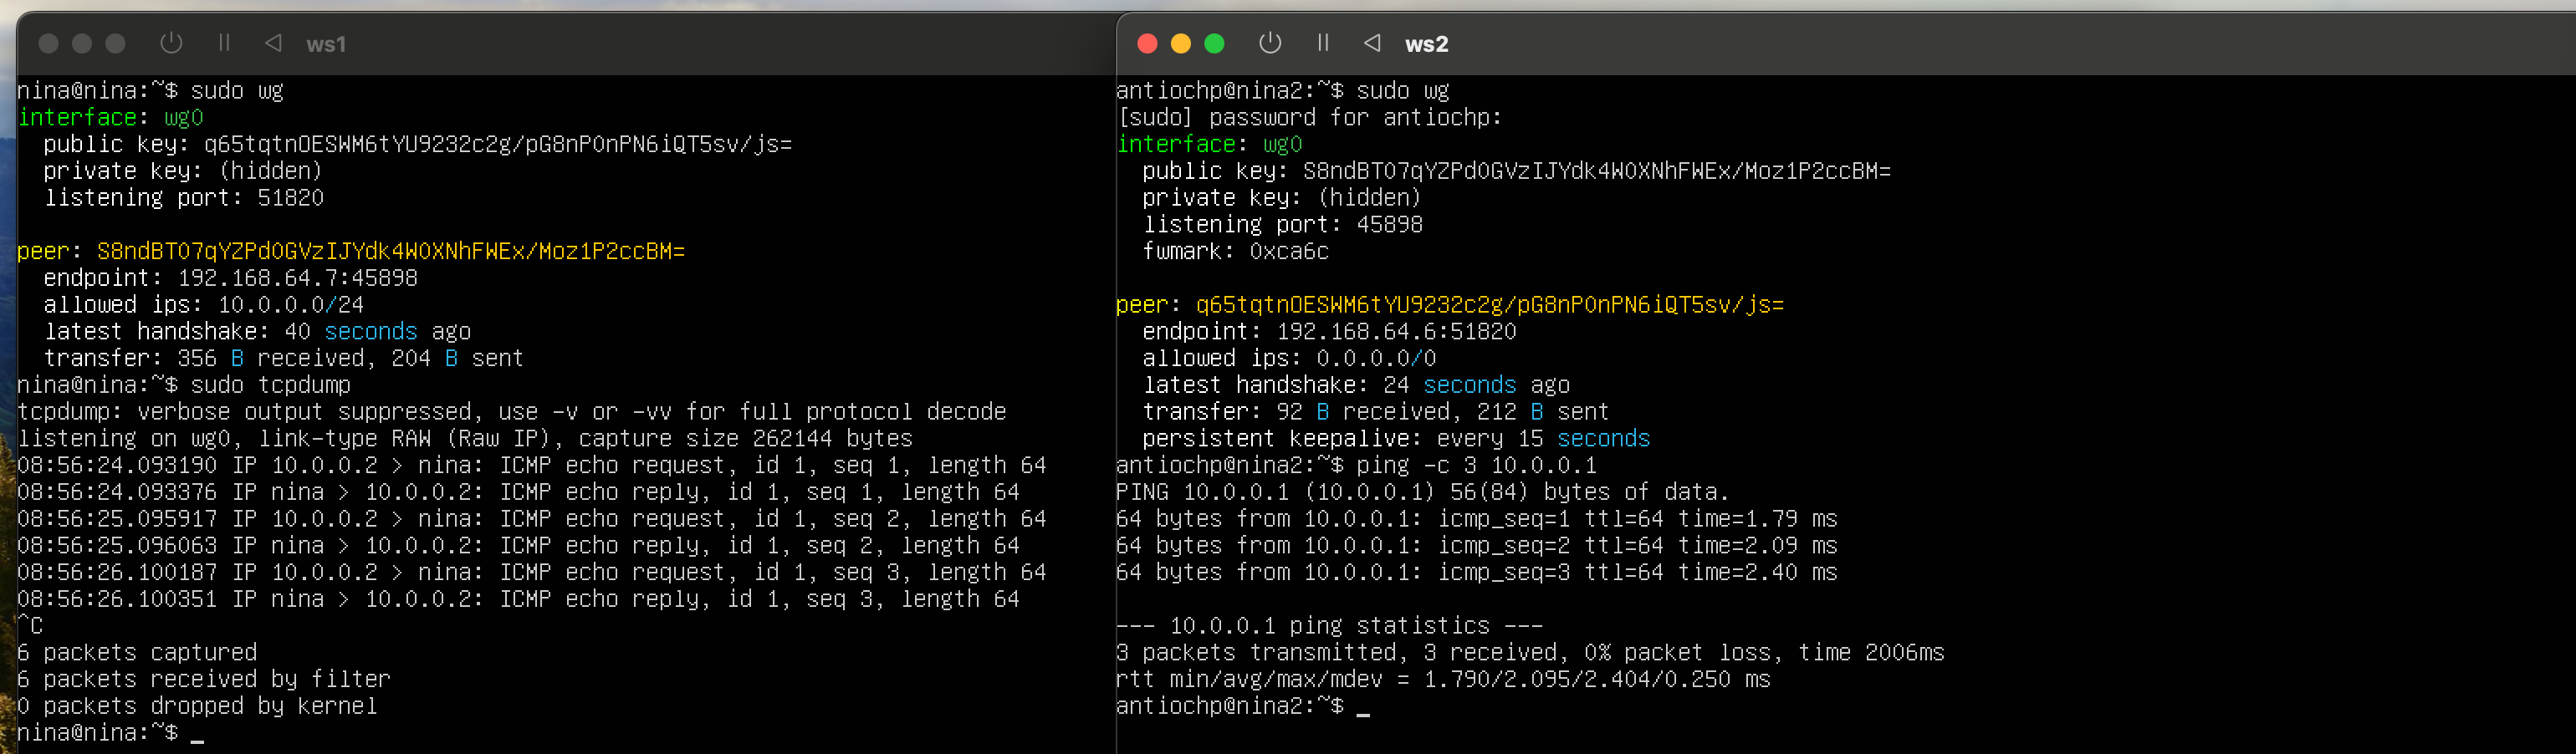 ws1
nina@nina:~$ sudo wg
interface: wg0
public key: q65tqtnOESWM6tYU9232c2g/pG8nP0nPN6iQT5sv/js=
private key: (hidden)
listening port: 51820
peer: S8ndBTO7qYZPd0GVzIJYdk4W0XNhFWEx/Moz1P2ccBM=
endpoint: 192.168.64.7:45898
allowed ips: 10.0.0.0/24
latest handshake: 40 seconds ago
transfer: 356 B received, 204 B sent
nina@nina:~$ sudo tcpdump
tcpdump: verbose output suppressed, use -v or -vv for full protocol decode
listening on wg0, link-type RAW (Raw IP), capture size 262144 bytes
08:56:24.093190 IP 10.0.0.2 > nina: ICMP echo request, id 1, seq 1, length 64
08:56:24.093376 IP nina > 10.0.0.2: ICMP echo reply, id 1, seq 1, length 64
08:56:25.095917 IP 10.0.0.2 > nina: ICMP echo request, id 1, seq 2, length 64
08:56:25.096063 IP nina > 10.0.0.2: ICMP echo reply, id 1, seq 2, length 64
08:56:26.100187 IP 10.0.0.2 > nina: ICMP echo request, id 1, seq 3, length 64
08:56:26.100351 IP nina > 10.0.0.2: ICMP echo reply, id 1, seq 3, length 64
^C
6 packets captured
6 packets received by filter
0 packets dropped by kernel
nina@nina:~$ _
ws2
antiochp@nina2:~$ sudo wg
[sudo] password for antiochp:
interface: wg0
public key: S8ndBTO7qYZPd0GVzIJYdk4W0XNhFWEx/Moz1P2ccBM=
private key: (hidden)
listening port: 45898
fwmark: 0xca6c
peer: q65tqtnOESWM6tYU9232c2g/pG8nP0nPN6iQT5sv/js=
endpoint: 192.168.64.6:51820
allowed ips: 0.0.0.0/0
latest handshake: 24 seconds ago
transfer: 92 B received, 212 B sent
persistent keepalive: every 15 seconds
antiochp@nina2:~$ ping -c 3 10.0.0.1
PING 10.0.0.1 (10.0.0.1) 56(84) bytes of data.
64 bytes from 10.0.0.1: icmp_seq=1 ttl=64 time=1.79 ms
64 bytes from 10.0.0.1: icmp_seq=2 ttl=64 time=2.09 ms
64 bytes from 10.0.0.1: icmp_seq=3 ttl=64 time=2.40 ms
--- 10.0.0.1 ping statistics ---
3 packets transmitted, 3 received, 0% packet loss, time 2006ms
rtt min/avg/max/mdev = 1.790/2.095/2.404/0.250 ms
antiochp@nina2:~$ _